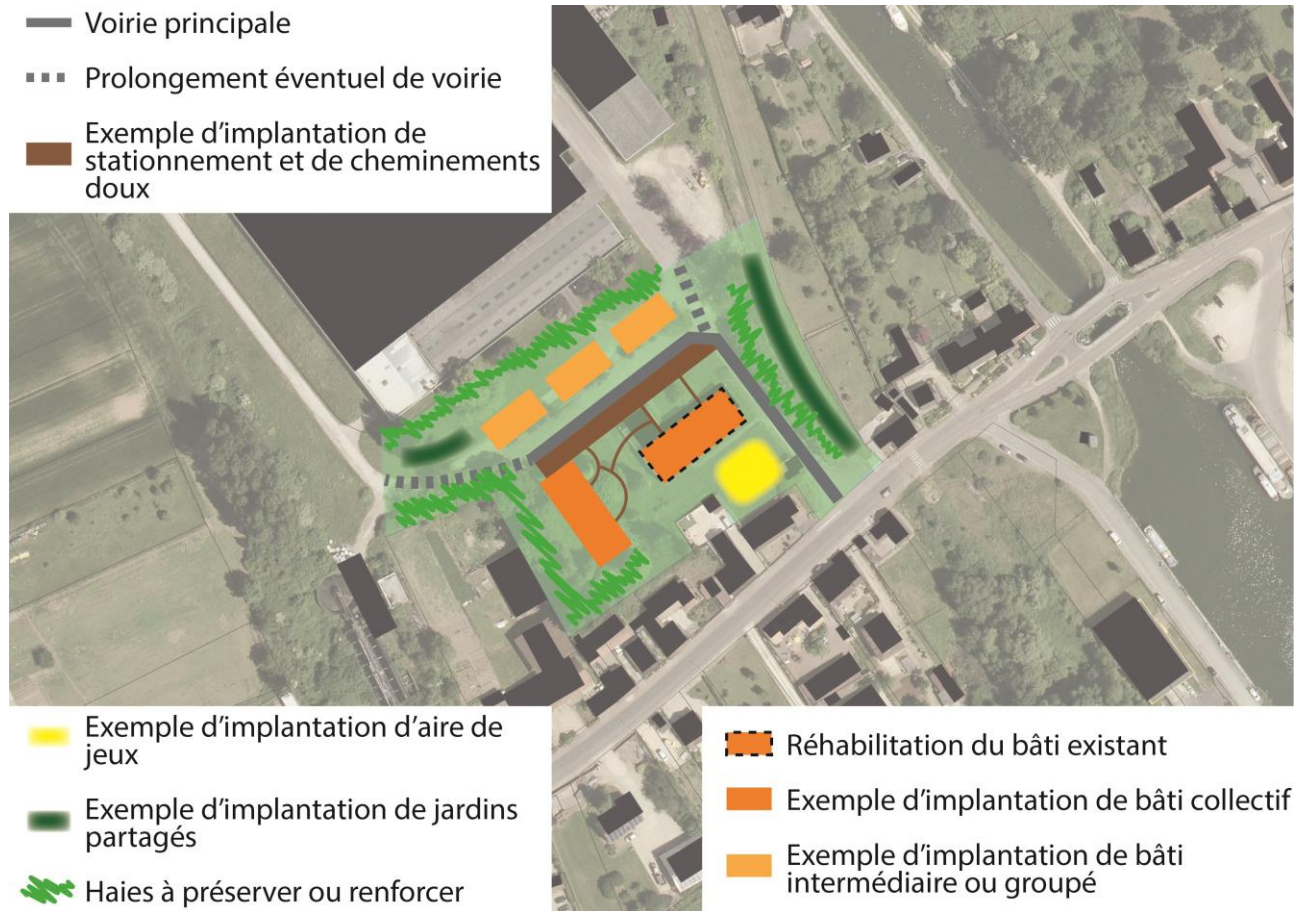 Voirie principale
Prolongement éventuel de voirie
Exemple d'implantation de
stationnement et de cheminements
doux
Exemple d'implantation d'aire de
jeux
Exemple d'implantation de jardins
partagés
Haies à préserver ou renforcer
Réhabilitation du bâti existant
Exemple d'implantation de bâti collectif
Exemple d'implantation de bâti
intermédiaire ou groupé